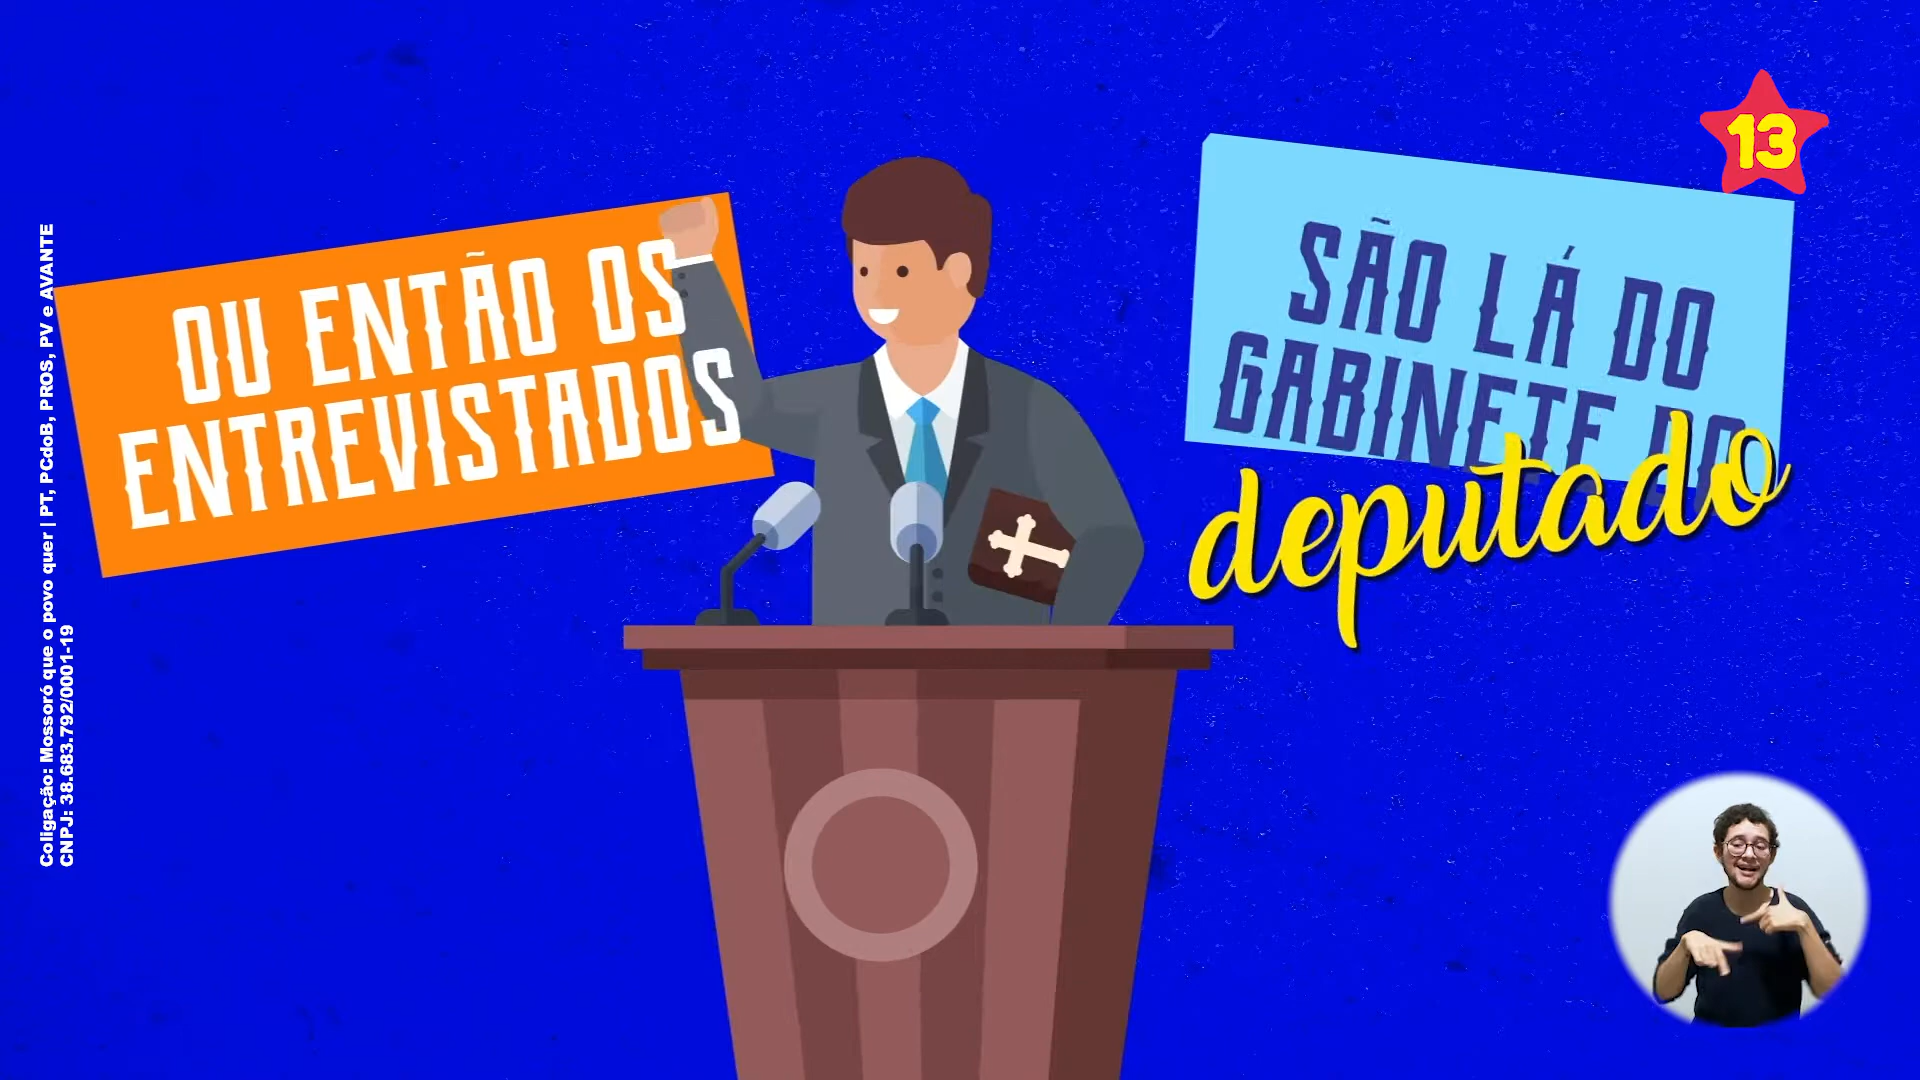 OU ENTÃO OS
ENTREVISTADOS
SÃO LÁ DO
GABINETE DO
deputado
13
Coligação: Mossoró que o povo quer | PT, PCdoB, PROS, PV e AVANTE
CNPJ: 38.683.792/0001-19